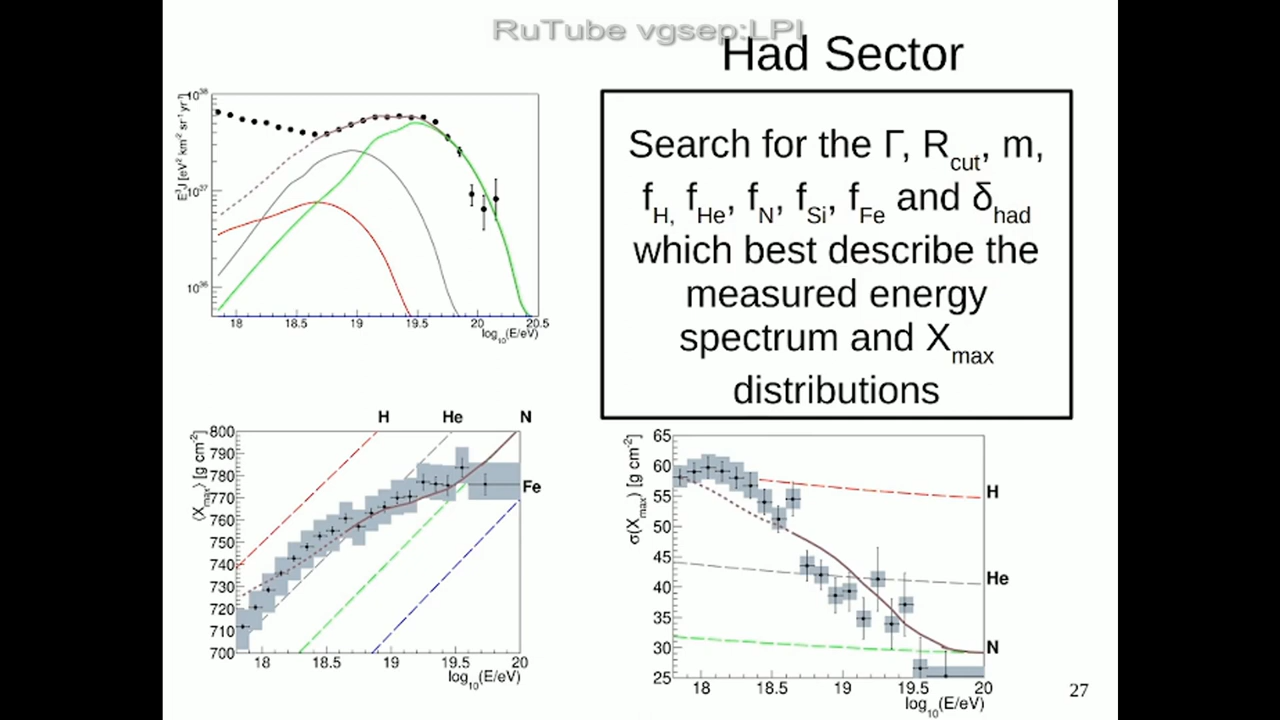 RuTube vgsep:LPI
Had Sector
Search for the Γ, Rcut, m,
fH, fHe, fN, fSi, fFe and δhad
which best describe the
measured energy
spectrum and Xmax
distributions
E³J [eV² km⁻² sr⁻¹ yr⁻¹]
10³⁸
10³⁷
10³⁶
18 18.5 19 19.5 20 20.5
log₁₀(E/eV)
H He N
Fe
⟨Xmax⟩ [g cm⁻²]
800
790
780
770
760
750
740
730
720
710
700
18 18.5 19 19.5 20
log₁₀(E/eV)
σ(Xmax) [g cm⁻²]
65
60
55
50
45
40
35
30
25
H
He
N
18 18.5 19 19.5 20
log₁₀(E/eV)
27